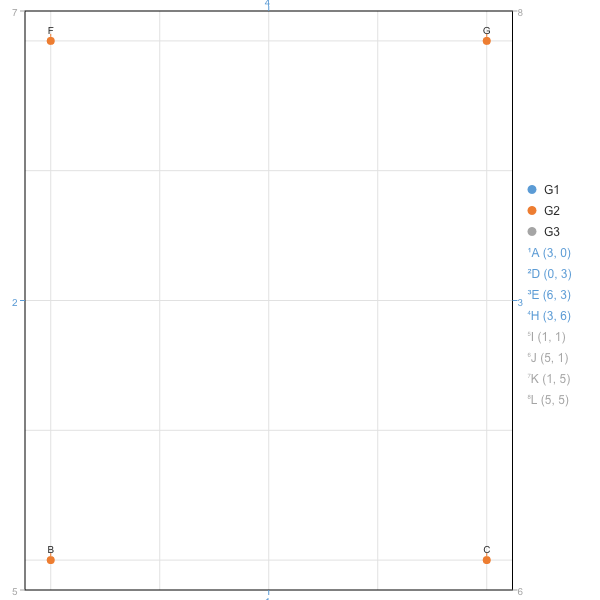 4
7 8
F G
G1
G2
G3
¹A (3, 0)
²D (0, 3)
³E (6, 3)
2 3
⁴H (3, 6)
⁵I (1, 1)
⁶J (5, 1)
⁷K (1, 5)
⁸L (5, 5)
B C
5 6